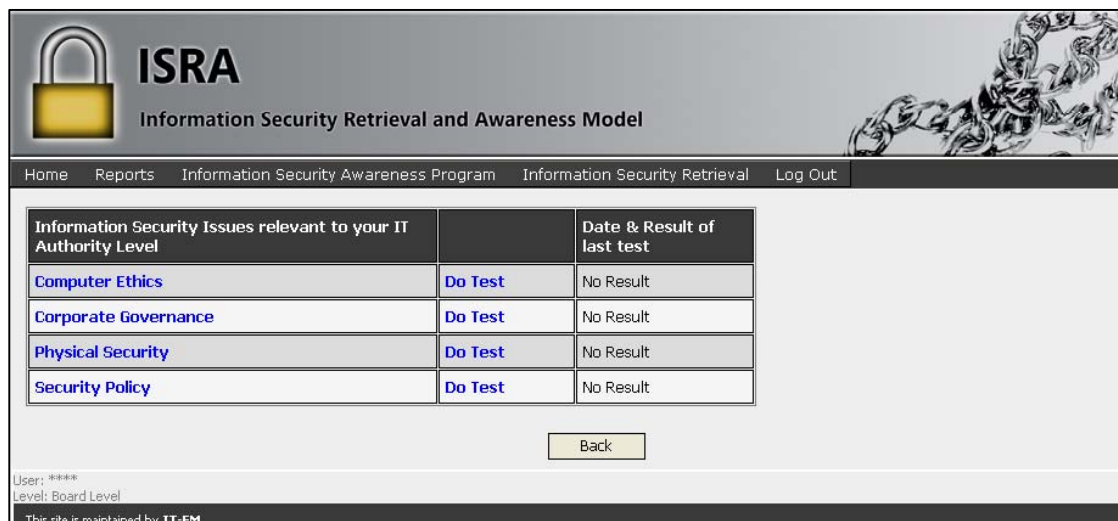 ISRA
Information Security Retrieval and Awareness Model
Home Reports Information Security Awareness Program Information Security Retrieval Log Out
Information Security Issues relevant to your IT
Authority Level
Date & Result of
last test
Computer Ethics Do Test No Result
Corporate Governance Do Test No Result
Physical Security Do Test No Result
Security Policy Do Test No Result
Back
User: ****
Level: Board Level
This site is maintained by IT-EM